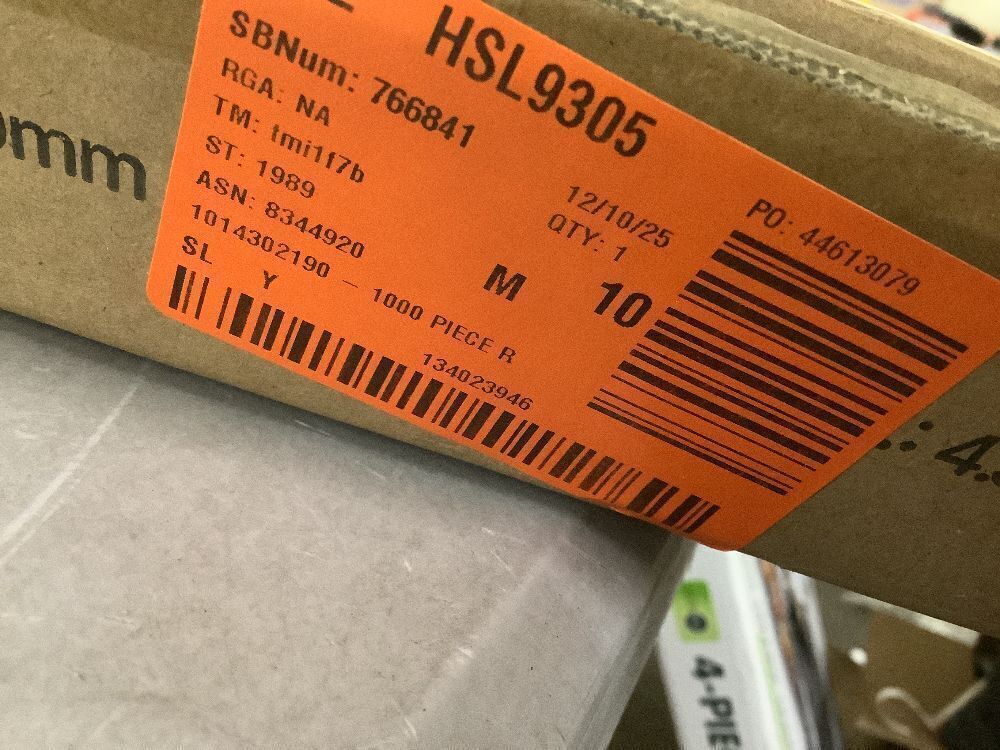 HSL9305
SBNum: 766841
RGA: NA
TM: tmi1f7b
ST: 1989
ASN: 8344920
1014302190 – 1000 PIECE R
SL Y
134023946
12/10/25
QTY: 1
M 10
PO: 44613079
mm
4-PIE